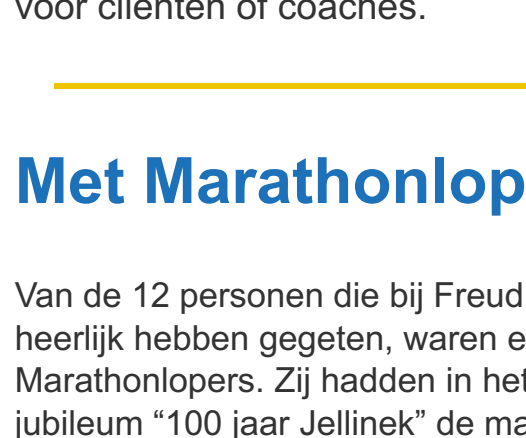 voor cliënten of coaches.
Met Marathonlop
Van de 12 personen die bij Freud
heerlijk hebben gegeten, waren e
Marathonlopers. Zij hadden in het
jubileum “100 jaar Jellinek” de ma